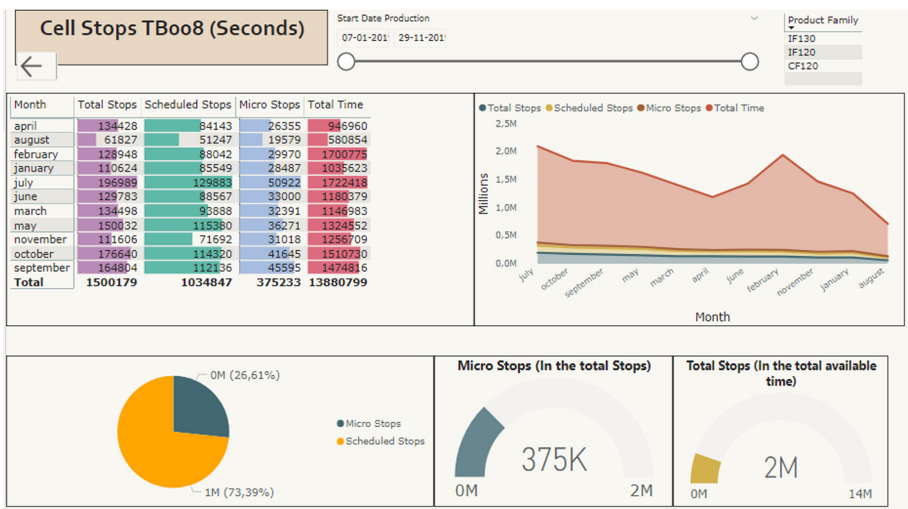 Cell Stops TB008 (Seconds)
Start Date Production
07-01-201 29-11-201
Product Family
IF130
IF120
CF120
Month Total Stops Scheduled Stops Micro Stops Total Time
april 134428 84143 26355 946960
august 61827 51247 19579 580854
february 128948 88042 29970 1700775
january 110624 85549 28487 1035623
july 196989 129883 50922 1722418
june 129783 88567 33000 1180379
march 134498 93888 32391 1146983
may 150032 115380 36271 1324552
november 111606 71692 31018 1256709
october 176640 114320 41645 1510730
september 164804 112136 45595 1474816
Total 1500179 1034847 375233 13880799
Total Stops Scheduled Stops Micro Stops Total Time
2,5M
2,0M
1,5M
1,0M
0,5M
0,0M
Millions
july october september may march april june february november january august
Month
0M (26,61%)
1M (73,39%)
Micro Stops
Scheduled Stops
Micro Stops (In the total Stops)
375K
0M 2M
Total Stops (In the total available
time)
2M
0M 14M